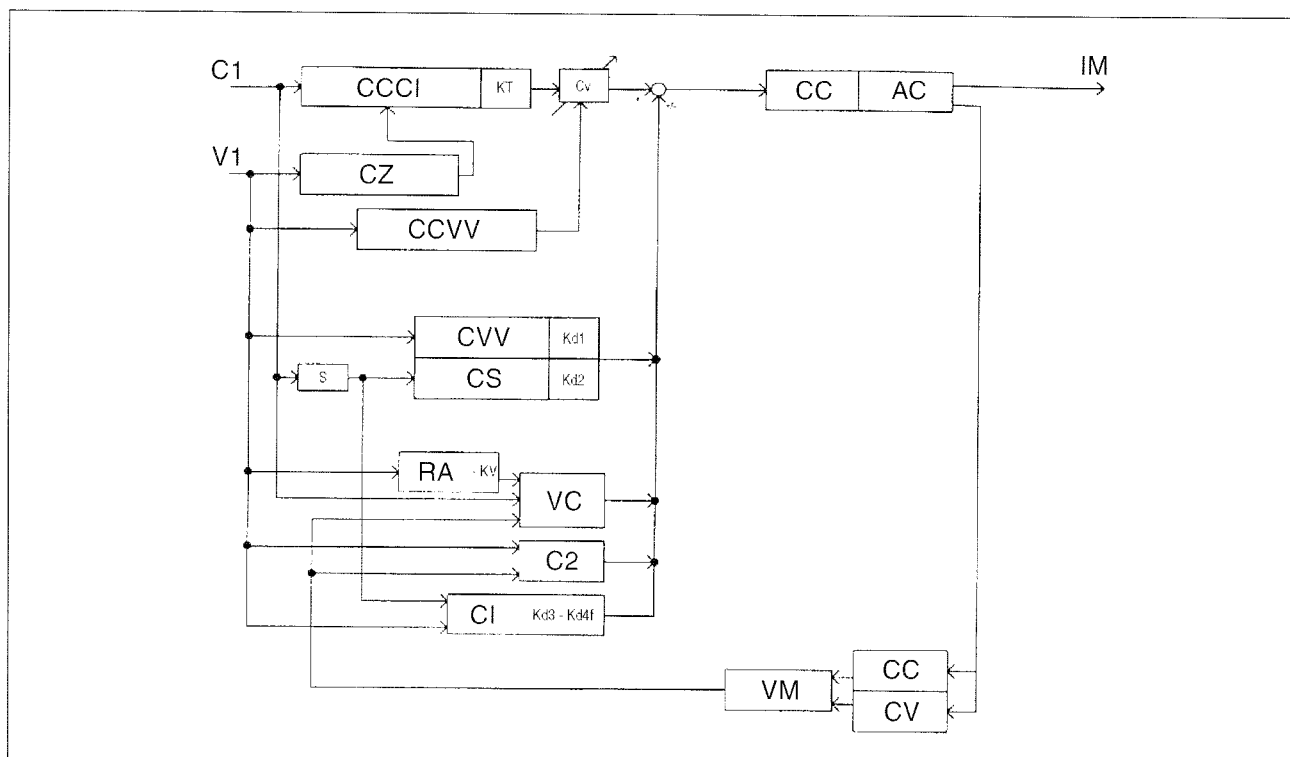 C1
CCCI
KT
Cv
CC
AC
IM
V1
CZ
CCVV
CVV
Kd1
S
CS
Kd2
RA
- KV
VC
C2
CI
Kd3 - Kd4f
VM
CC
CV